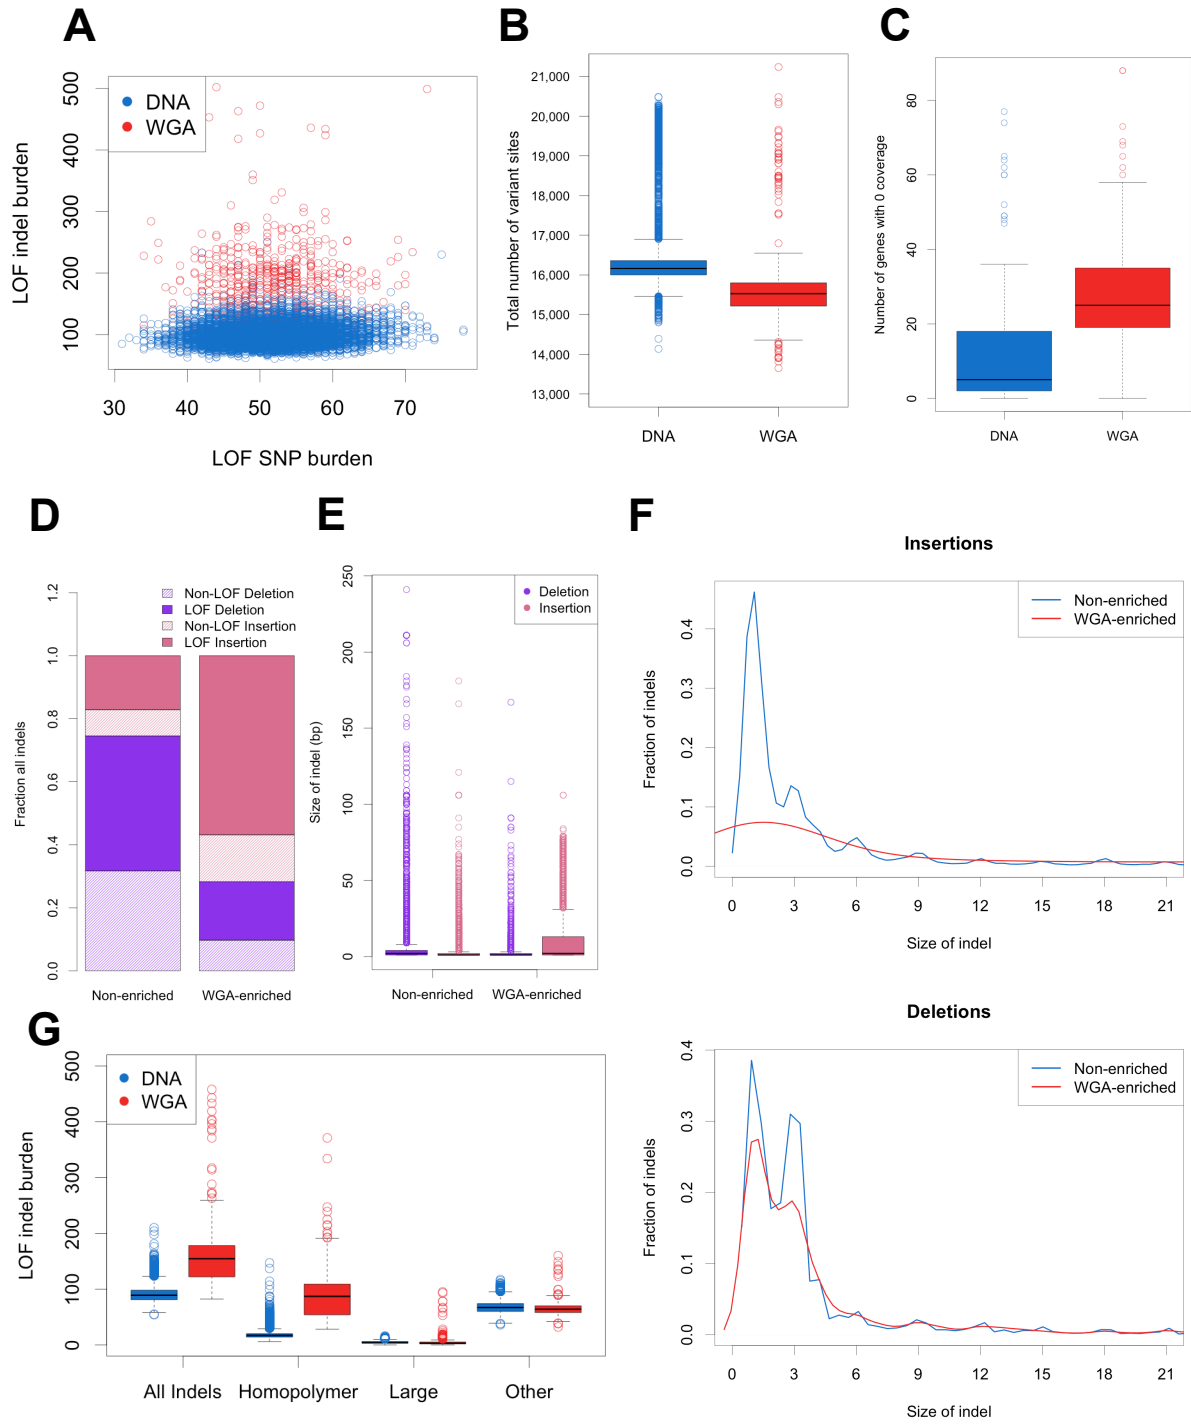 A
LOF indel burden
500
400
300
200
100
DNA
WGA
30 40 50 60 70
LOF SNP burden
B
Total number of variant sites
21,000
20,000
19,000
18,000
17,000
16,000
15,000
14,000
13,000
DNA WGA
C
Number of genes with 0 coverage
80
60
40
20
0
DNA WGA
D
Fraction all indels
1.2
1.0
0.8
0.6
0.4
0.2
0.0
Non-LOF Deletion
LOF Deletion
Non-LOF Insertion
LOF Insertion
Non-enriched WGA-enriched
E
Size of indel (bp)
250
200
150
100
50
0
Deletion
Insertion
Non-enriched WGA-enriched
F
Insertions
Fraction of indels
0.4
0.3
0.2
0.1
0.0
Non-enriched
WGA-enriched
0 3 6 9 12 15 18 21
Size of indel
Deletions
Fraction of indels
0.4
0.3
0.2
0.1
0.0
Non-enriched
WGA-enriched
0 3 6 9 12 15 18 21
Size of indel
G
LOF indel burden
500
400
300
200
100
0
DNA
WGA
All Indels Homopolymer Large Other